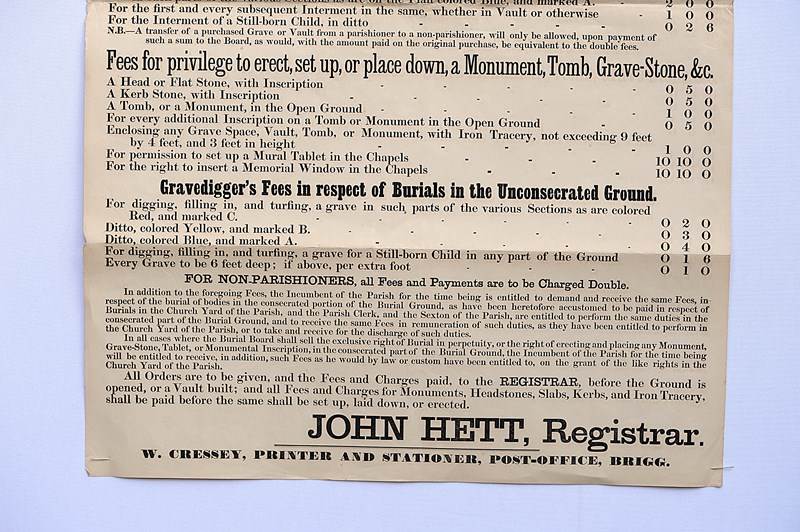 are on the Plan colored Blue, and marked A. - 2 0 0
For the first and every subsequent Interment in the same, whether in Vault or otherwise - 1 0 0
For the Interment of a Still-born Child, in ditto - - - - 0 2 6
N.B.—A transfer of a purchased Grave or Vault from a parishioner to a non-parishioner, will only be allowed, upon payment of
such a sum to the Board, as would, with the amount paid on the original purchase, be equivalent to the double fees.
Fees for privilege to erect, set up, or place down, a Monument, Tomb, Grave-Stone, &c.
A Head or Flat Stone, with Inscription - - - - - 0 5 0
A Kerb Stone, with Inscription - - - - - 0 5 0
A Tomb, or a Monument, in the Open Ground - - - - - 1 0 0
For every additional Inscription on a Tomb or Monument in the Open Ground - - 0 5 0
Enclosing any Grave Space, Vault, Tomb, or Monument, with Iron Tracery, not exceeding 9 feet
by 4 feet, and 3 feet in height - - - - - 1 0 0
For permission to set up a Mural Tablet in the Chapels - - - - 10 10 0
For the right to insert a Memorial Window in the Chapels - - - - 10 10 0
Gravedigger's Fees in respect of Burials in the Unconsecrated Ground.
For digging, filling in, and turfing, a grave in such parts of the various Sections as are colored
Red, and marked C. - - - - - 0 2 0
Ditto, colored Yellow, and marked B. - - - - - 0 3 0
Ditto, colored Blue, and marked A. - - - - - 0 4 0
For digging, filling in, and turfing, a grave for a Still-born Child in any part of the Ground 0 1 6
Every Grave to be 6 feet deep; if above, per extra foot - - - - 0 1 0
FOR NON-PARISHIONERS, all Fees and Payments are to be Charged Double.
In addition to the foregoing Fees, the Incumbent of the Parish for the time being is entitled to demand and receive the same Fees, in
respect of the burial of bodies in the consecrated portion of the Burial Ground, as have been heretofore accustomed to be paid in respect of
Burials in the Church Yard of the Parish, and the Parish Clerk, and the Sexton of the Parish, are entitled to perform the same duties in the
consecrated part of the Burial Ground, and to receive the same Fees in remuneration of such duties, as they have been entitled to perform in
the Church Yard of the Parish, or to take and receive for the discharge of such duties.
In all cases where the Burial Board shall sell the exclusive right of Burial in perpetuity, or the right of erecting and placing any Monument,
Grave-Stone, Tablet, or Monumental Inscription, in the consecrated part of the Burial Ground, the Incumbent of the Parish for the time being
will be entitled to receive, in addition, such Fees as he would by law or custom have been entitled to, on the grant of the like rights in the
Church Yard of the Parish.
All Orders are to be given, and the Fees and Charges paid, to the REGISTRAR, before the Ground is
opened, or a Vault built; and all Fees and Charges for Monuments, Headstones, Slabs, Kerbs, and Iron Tracery,
shall be paid before the same shall be set up, laid down, or erected.
JOHN HETT, Registrar.
W. CRESSEY, PRINTER AND STATIONER, POST-OFFICE, BRIGG.